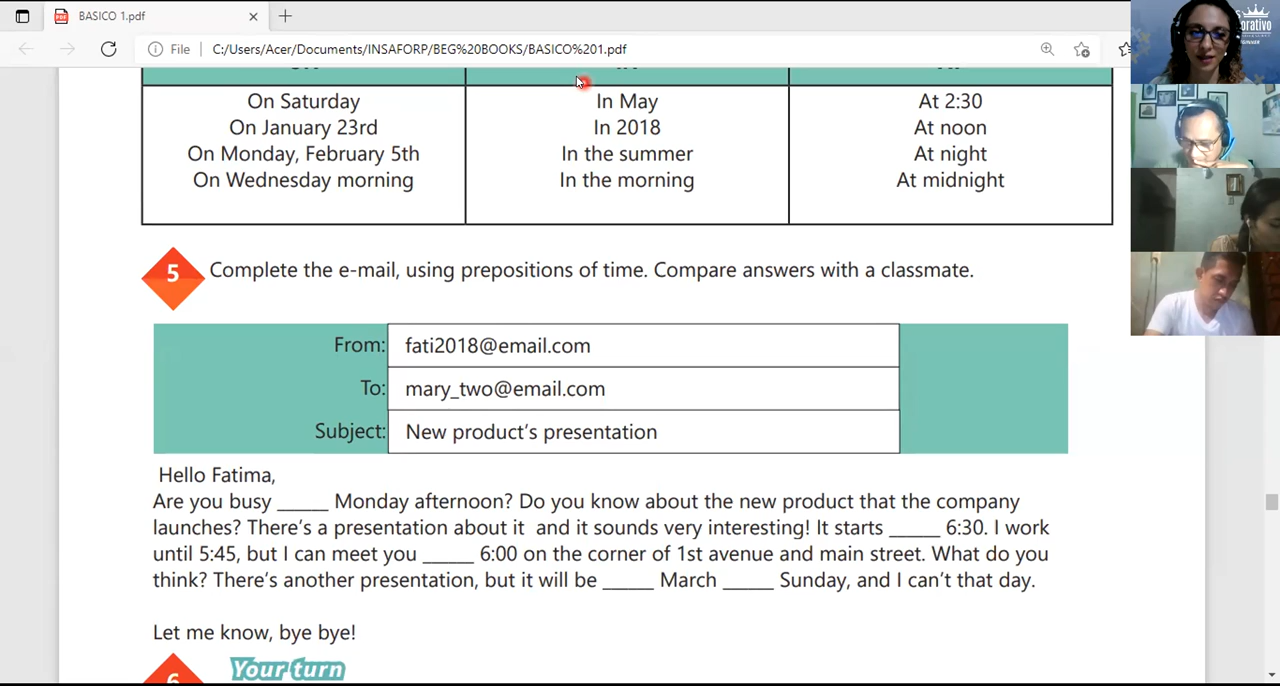 BASICO 1.pdf
File C:/Users/Acer/Documents/INSAFORP/BEG%20BOOKS/BASICO%201.pdf
On Saturday
On January 23rd
On Monday, February 5th
On Wednesday morning
In May
In 2018
In the summer
In the morning
At 2:30
At noon
At night
At midnight
5 Complete the e-mail, using prepositions of time. Compare answers with a classmate.
From: fati2018@email.com
To: mary_two@email.com
Subject: New product's presentation
Hello Fatima,
Are you busy _____ Monday afternoon? Do you know about the new product that the company
launches? There's a presentation about it and it sounds very interesting! It starts _____ 6:30. I work
until 5:45, but I can meet you _____ 6:00 on the corner of 1st avenue and main street. What do you
think? There's another presentation, but it will be _____ March _____ Sunday, and I can't that day.
Let me know, bye bye!
Your turn